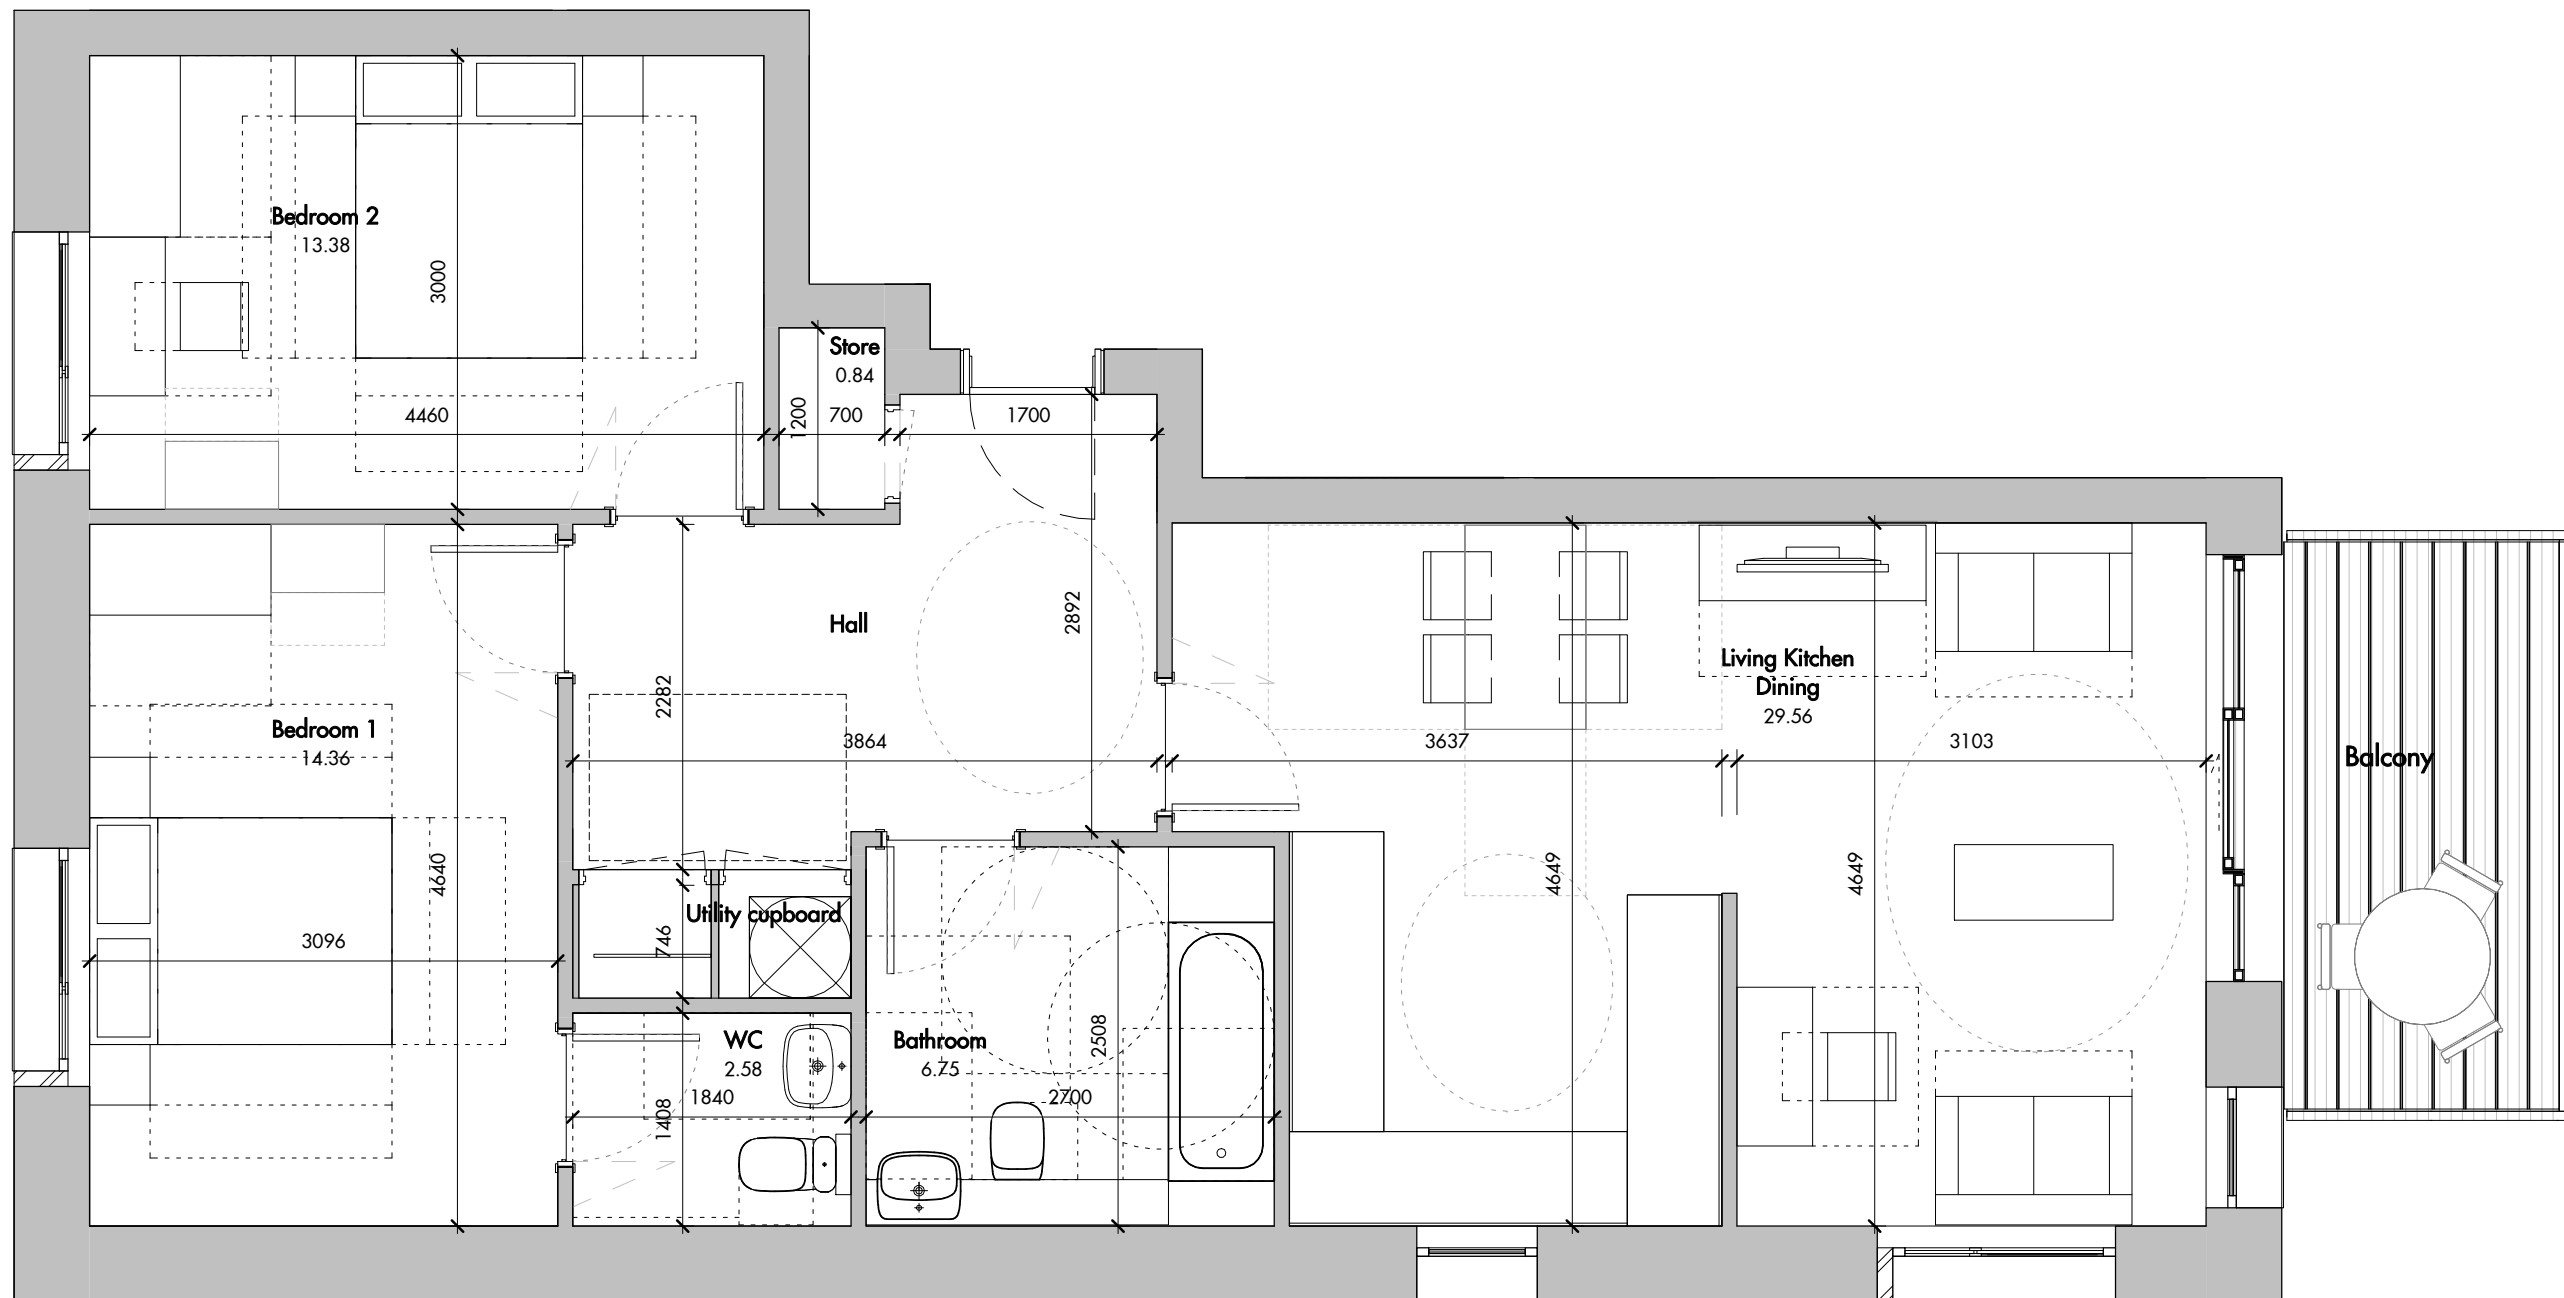 Bedroom 2
13.38
3000
4460
Store
0.84
1200
700
1700
Hall
2892
2282
3864
Living Kitchen
Dining
29.56
3637
3103
4649
4649
Balcony
Bedroom 1
14.36
4640
3096
Utility cupboard
746
WC
2.58
1840
1408
Bathroom
6.75
2508
2700